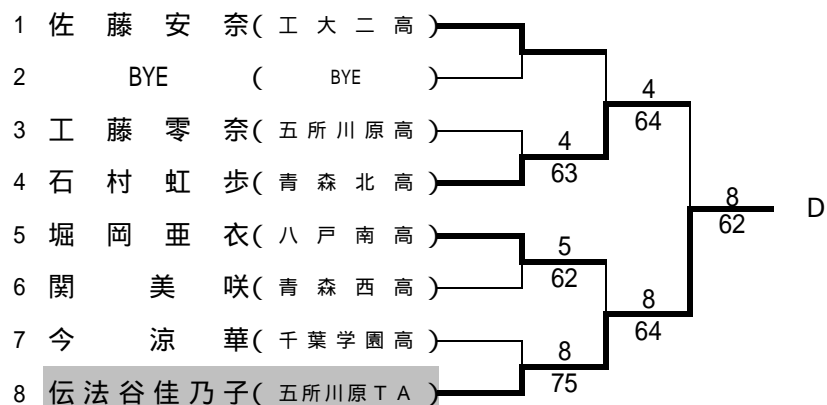 1 佐藤安奈(工大二高)
2 BYE (BYE)
3 工藤零奈(五所川原高)
4 石村虹歩(青森北高)
5 堀岡亜衣(八戸南高)
6 関美咲(青森西高)
7 今涼華(千葉学園高)
8 伝法谷佳乃子(五所川原TA)
4
63
5
62
8
75
4
64
8
64
8
62
D